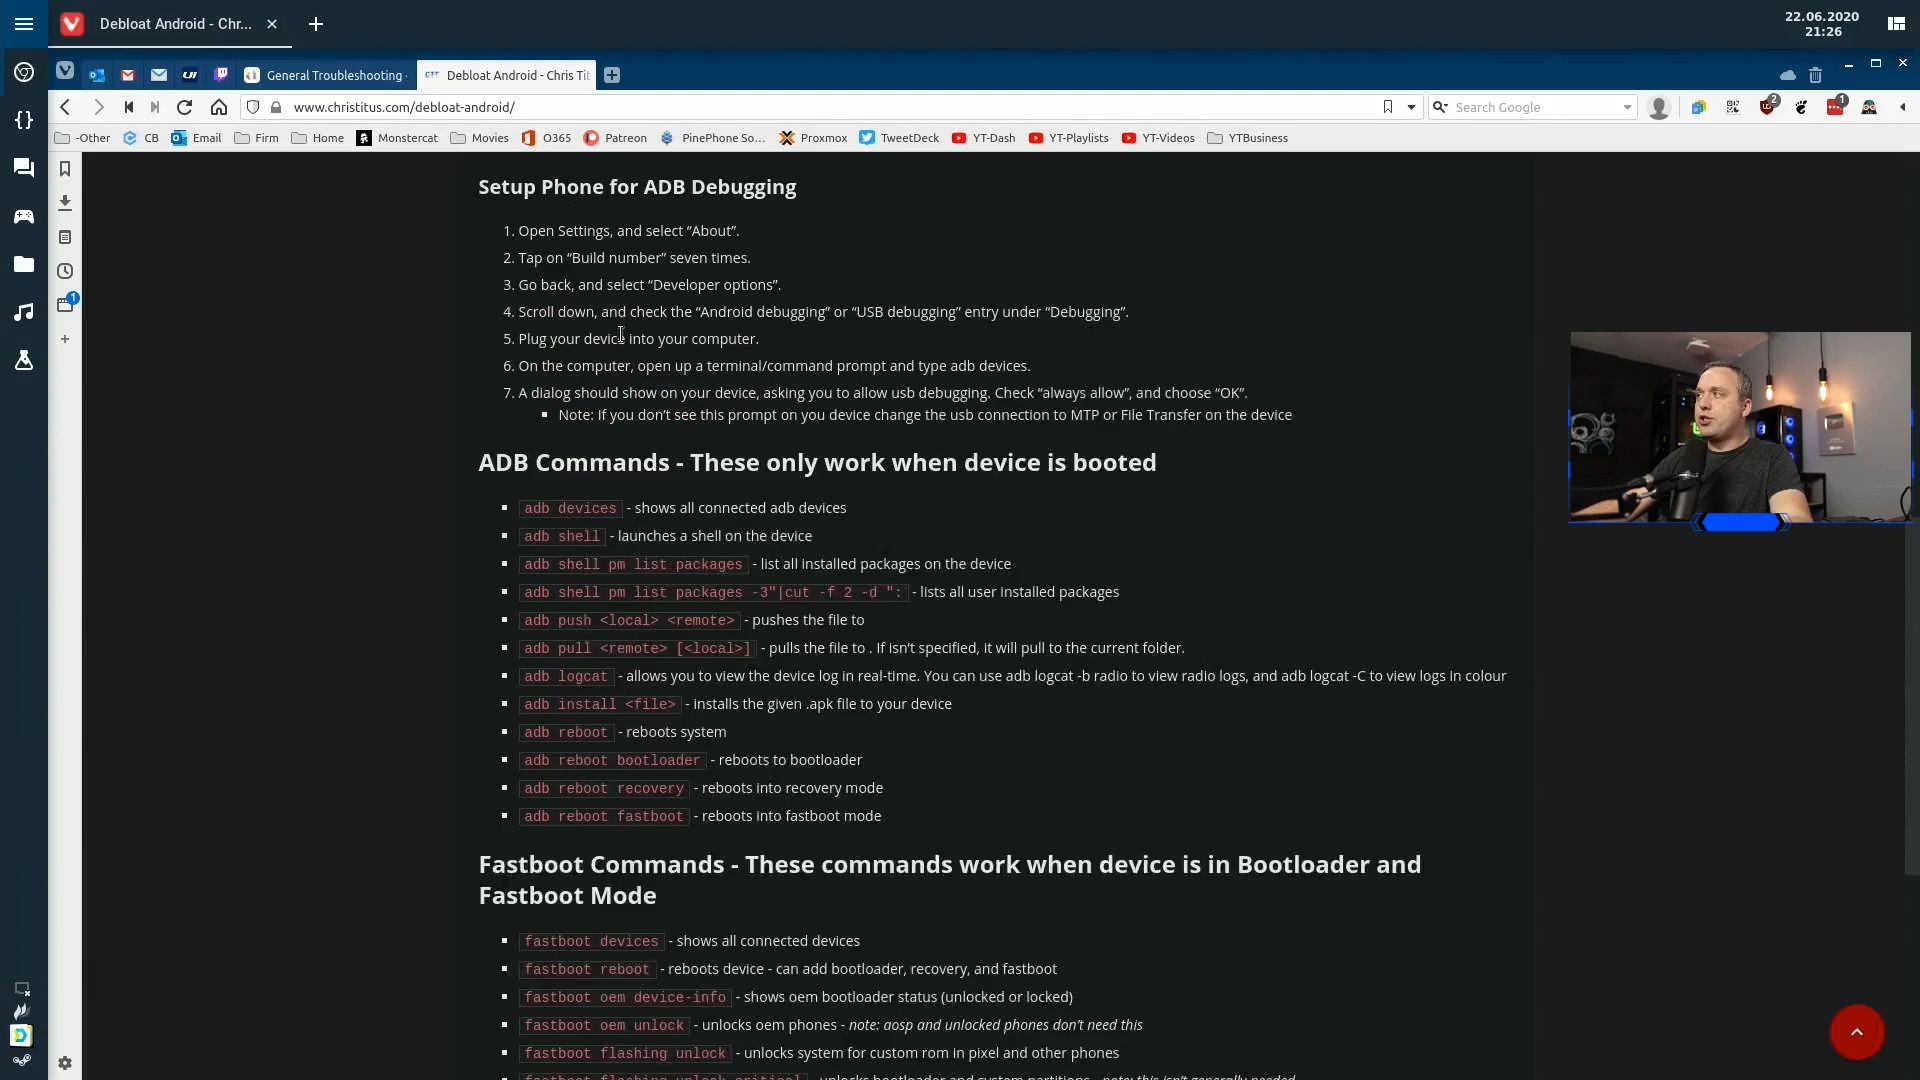 Debloat Android - Chr...
22.06.2020
21:26
General Troubleshooting
Debloat Android - Chris Tit
www.christitus.com/debloat-android/
Search Google
2
1
-Other
CB
Email
Firm
Home
Monstercat
Movies
O365
Patreon
PinePhone So...
Proxmox
TweetDeck
YT-Dash
YT-Playlists
YT-Videos
YTBusiness
1
Setup Phone for ADB Debugging
1. Open Settings, and select “About”.
2. Tap on “Build number” seven times.
3. Go back, and select “Developer options”.
4. Scroll down, and check the “Android debugging” or “USB debugging” entry under “Debugging”.
5. Plug your device into your computer.
6. On the computer, open up a terminal/command prompt and type adb devices.
7. A dialog should show on your device, asking you to allow usb debugging. Check “always allow”, and choose “OK”.
Note: If you don’t see this prompt on you device change the usb connection to MTP or File Transfer on the device
ADB Commands - These only work when device is booted
adb devices - shows all connected adb devices
adb shell - launches a shell on the device
adb shell pm list packages - list all installed packages on the device
adb shell pm list packages -3"|cut -f 2 -d ": - lists all user installed packages
adb push <local> <remote> - pushes the file to
adb pull <remote> [<local>] - pulls the file to . If isn’t specified, it will pull to the current folder.
adb logcat - allows you to view the device log in real-time. You can use adb logcat -b radio to view radio logs, and adb logcat -C to view logs in colour
adb install <file> - installs the given .apk file to your device
adb reboot - reboots system
adb reboot bootloader - reboots to bootloader
adb reboot recovery - reboots into recovery mode
adb reboot fastboot - reboots into fastboot mode
Fastboot Commands - These commands work when device is in Bootloader and
Fastboot Mode
fastboot devices - shows all connected devices
fastboot reboot - reboots device - can add bootloader, recovery, and fastboot
fastboot oem device-info - shows oem bootloader status (unlocked or locked)
fastboot oem unlock - unlocks oem phones - note: aosp and unlocked phones don’t need this
fastboot flashing unlock - unlocks system for custom rom in pixel and other phones
fastboot flashing unlock_critical - unlocks bootloader and system partitions - note: this isn’t generally needed